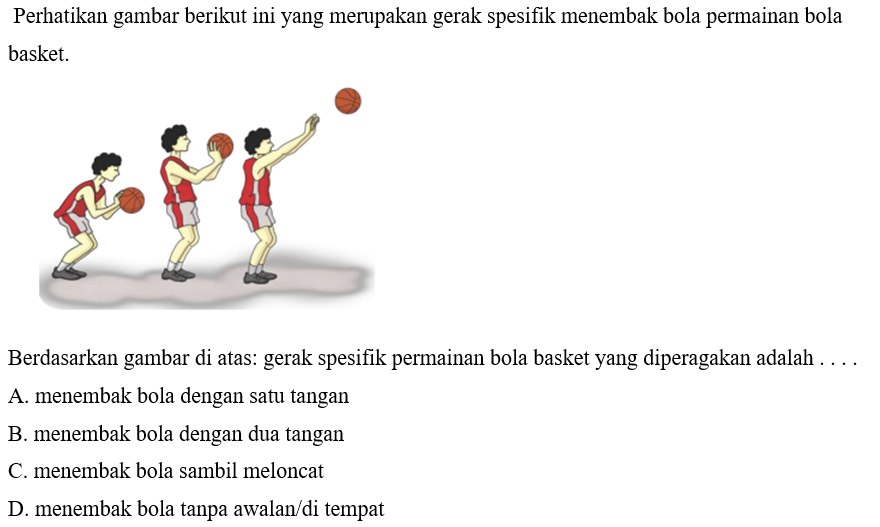 Perhatikan gambar berikut ini yang merupakan gerak spesifik menembak bola permainan bola
basket.
Berdasarkan gambar di atas: gerak spesifik permainan bola basket yang diperagakan adalah . . . .
A. menembak bola dengan satu tangan
B. menembak bola dengan dua tangan
C. menembak bola sambil meloncat
D. menembak bola tanpa awalan/di tempat